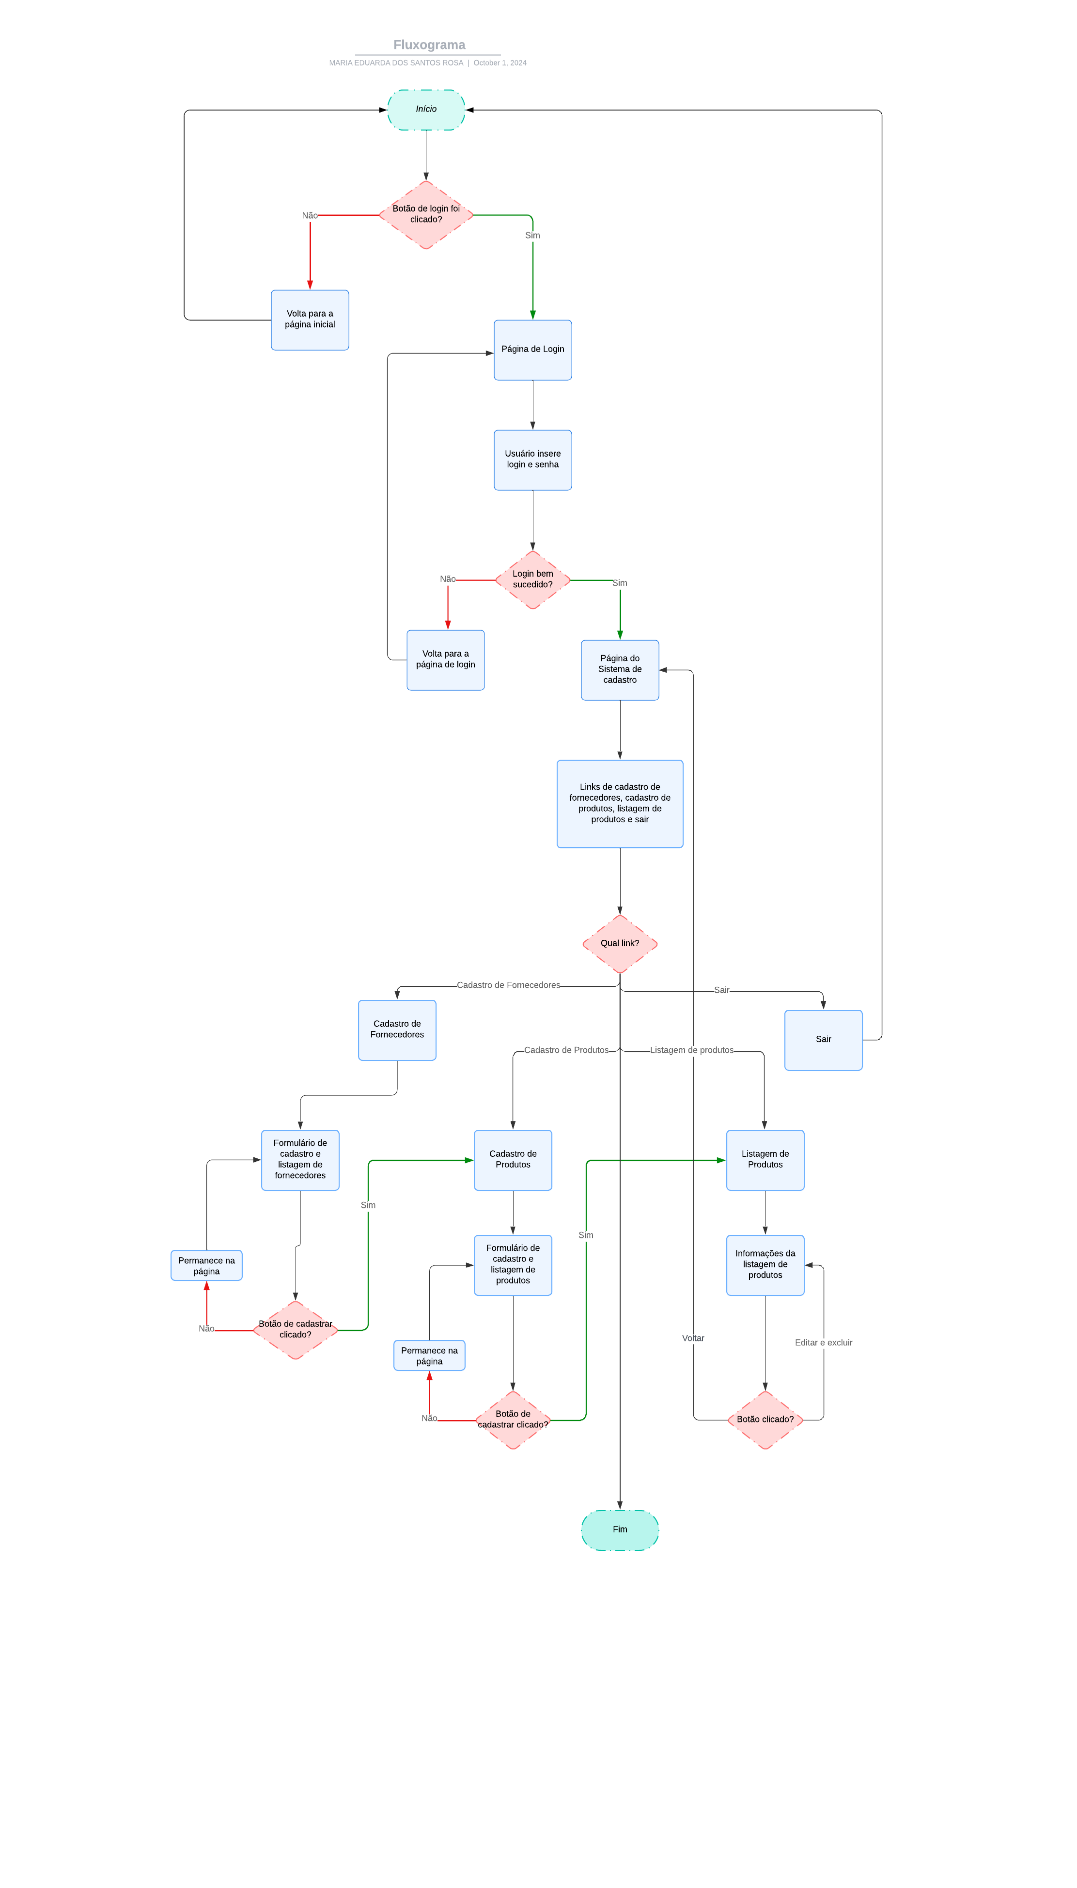 Fluxograma
MARIA EDUARDA DOS SANTOS ROSA | October 1, 2024
Início
Botão de login foi
clicado?
Não
Sim
Volta para a
página inicial
Página de Login
Usuário insere
login e senha
Login bem
sucedido?
Não
Sim
Volta para a
página de login
Página do
Sistema de
cadastro
Links de cadastro de
fornecedores, cadastro de
produtos, listagem de
produtos e sair
Qual link?
Cadastro de Fornecedores
Sair
Cadastro de
Fornecedores
Sair
Cadastro de Produtos
Listagem de produtos
Formulário de
cadastro e
listagem de
fornecedores
Cadastro de
Produtos
Listagem de
Produtos
Sim
Sim
Permanece na
página
Formulário de
cadastro e
listagem de
produtos
Informações da
listagem de
produtos
Não
Botão de cadastrar
clicado?
Voltar
Editar e excluir
Permanece na
página
Não
Botão de
cadastrar clicado?
Botão clicado?
Fim